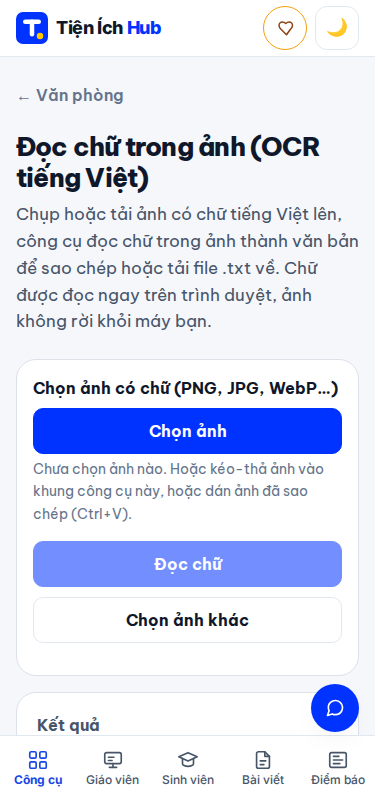 Tiện Ích Hub
← Văn phòng
Đọc chữ trong ảnh (OCR
tiếng Việt)
Chụp hoặc tải ảnh có chữ tiếng Việt lên,
công cụ đọc chữ trong ảnh thành văn bản
để sao chép hoặc tải file .txt về. Chữ
được đọc ngay trên trình duyệt, ảnh
không rời khỏi máy bạn.
Chọn ảnh có chữ (PNG, JPG, WebP...)
Chọn ảnh
Chưa chọn ảnh nào. Hoặc kéo-thả ảnh vào
khung công cụ này, hoặc dán ảnh đã sao
chép (Ctrl+V).
Đọc chữ
Chọn ảnh khác
Kết quả
Công cụ Giáo viên Sinh viên Bài viết Điểm báo